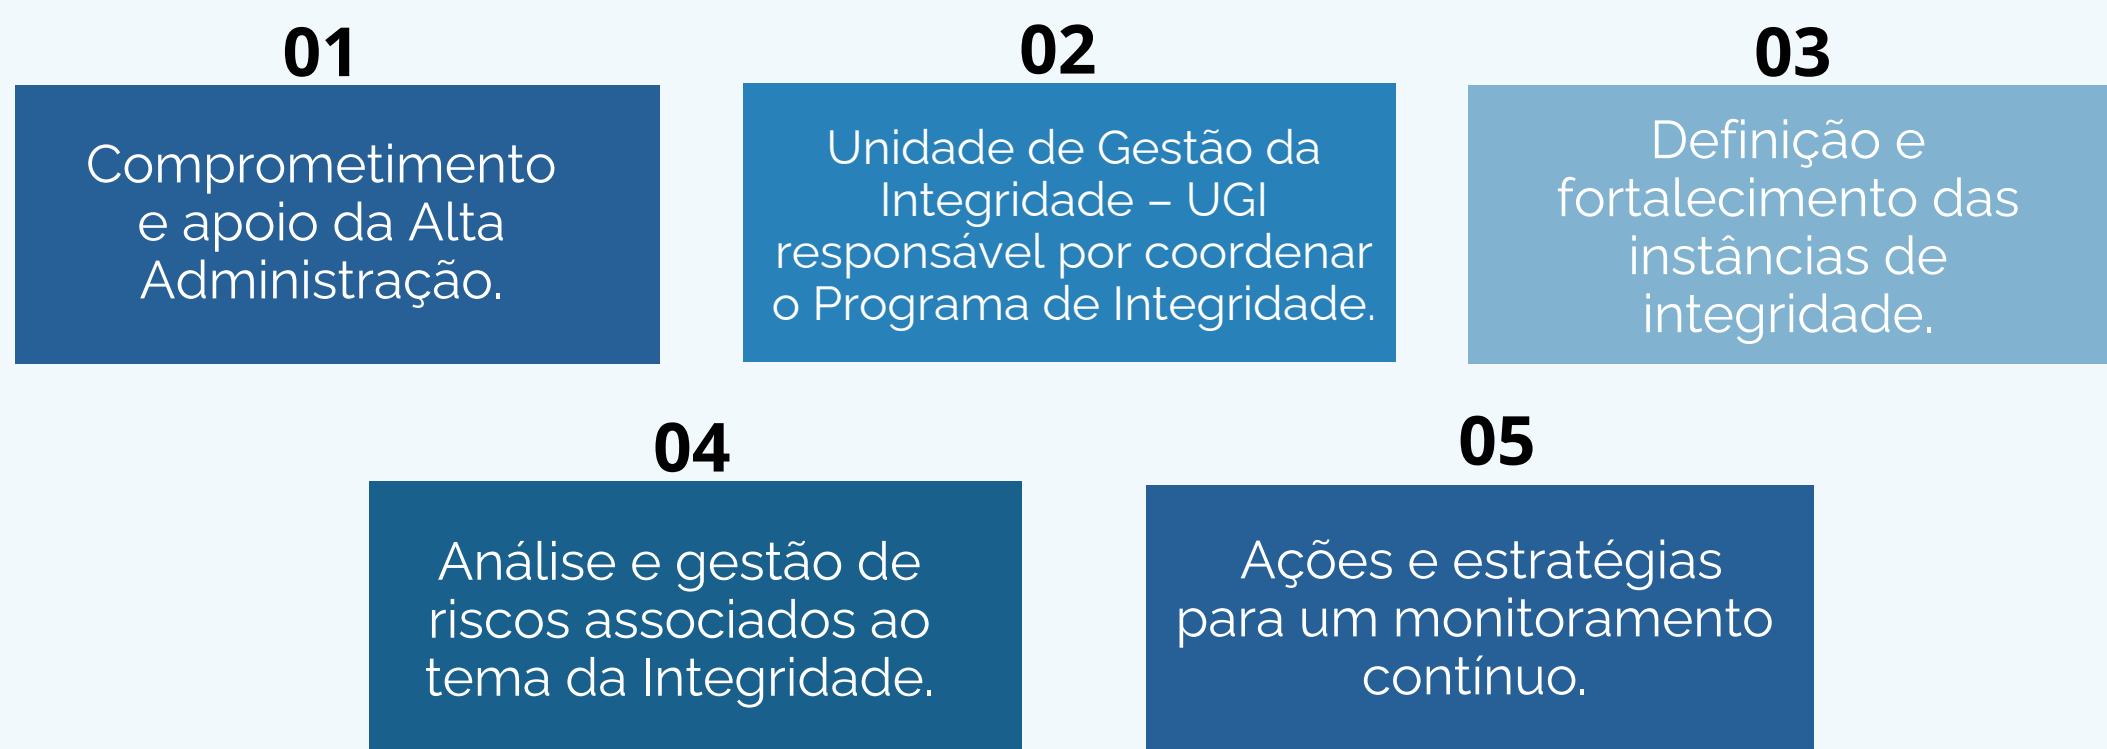 01
Comprometimento
e apoio da Alta
Administração.
02
Unidade de Gestão da
Integridade – UGI
responsável por coordenar
o Programa de Integridade.
03
Definição e
fortalecimento das
instâncias de
integridade.
04
Análise e gestão de
riscos associados ao
tema da Integridade.
05
Ações e estratégias
para um monitoramento
contínuo.